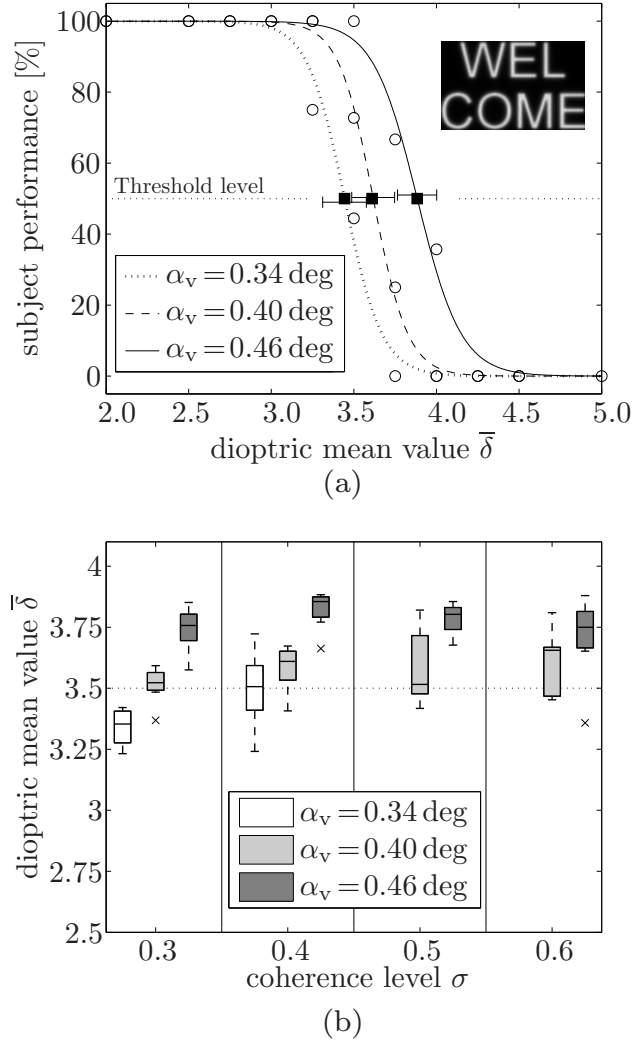 subject performance [%]
100
80
60
40
20
0
WEL
COME
Threshold level
α_v = 0.34 deg
α_v = 0.40 deg
α_v = 0.46 deg
2.0 2.5 3.0 3.5 4.0 4.5 5.0
dioptric mean value δ̅
(a)
dioptric mean value δ̅
4
3.75
3.5
3.25
3
2.75
2.5
α_v = 0.34 deg
α_v = 0.40 deg
α_v = 0.46 deg
0.3 0.4 0.5 0.6
coherence level σ
(b)